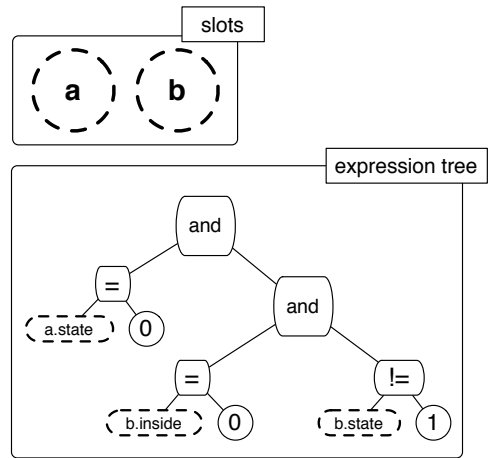 slots
a b
expression tree
and
= and
a.state 0
= !=
b.inside 0 b.state 1